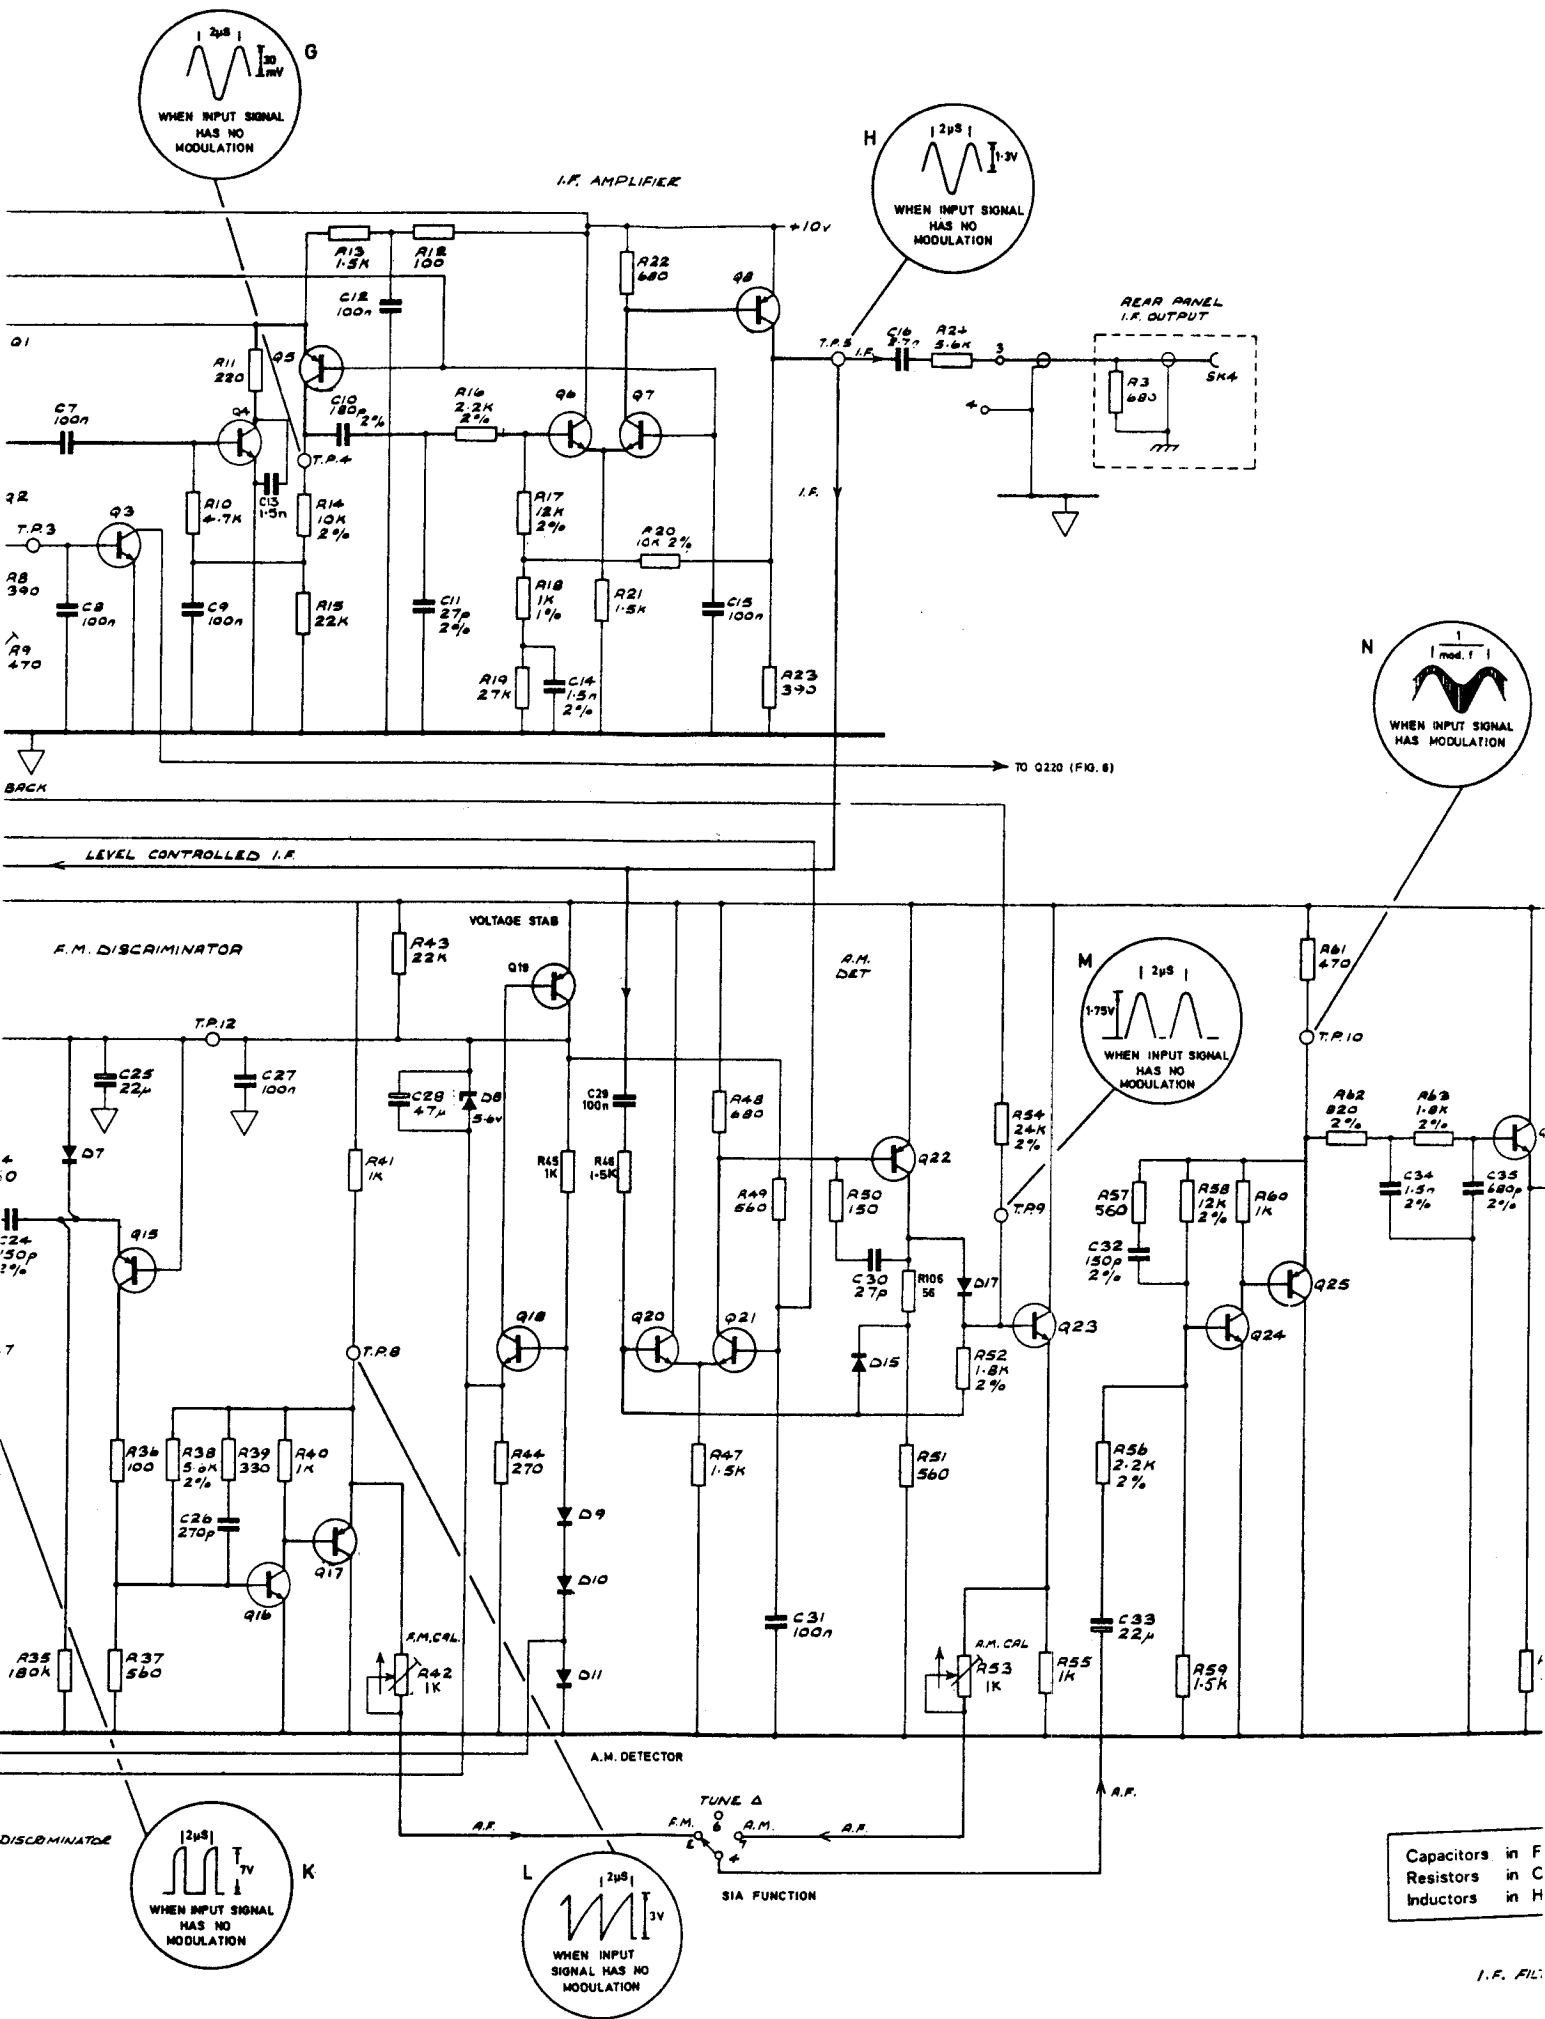 2µS
G
30
mV
WHEN INPUT SIGNAL
HAS NO
MODULATION
H
2µS
1·3V
WHEN INPUT SIGNAL
HAS NO
MODULATION
I.F. AMPLIFIER
+10V
R13
1.5K
R12
100
R22
680
Q8
C12
100n
REAR PANEL
I.F. OUTPUT
Q1
R11
220
Q5
T.P.5
I.F.
C16
2.7n
R24
5.6K
3
SK4
R3
680
4
C7
100n
Q4
C10
180p
2%
R16
2.2K
2%
Q6
Q7
T.P.4
I.F.
Q2
T.P.3
Q3
R10
4.7K
C13
1·5n
R14
10K
2%
R17
12K
2%
R20
10K 2%
R8
390
C8
100n
C9
100n
R15
22K
C11
27p
2%
R18
1K
1%
R21
1.5K
C15
100n
R9
470
R19
27K
C14
1.5n
2%
R23
390
N
1
mod. f
WHEN INPUT SIGNAL
HAS MODULATION
TO Q220 (FIG. 6)
BACK
LEVEL CONTROLLED I.F.
F.M. DISCRIMINATOR
R43
22K
VOLTAGE STAB
Q19
A.M.
DET
M
2µS
1·75V
WHEN INPUT SIGNAL
HAS NO
MODULATION
R61
470
T.P.10
T.P.12
C25
22µ
C27
100n
C28
47µ
D8
5.6v
C29
100n
R48
680
R54
24K
2%
R62
820
2%
R63
1.8K
2%
D7
R41
1K
R45
1K
R46
1·5K
R49
560
R50
150
Q22
T.P.9
R57
560
R58
12K
2%
R60
1K
C34
1.5n
2%
C35
680p
2%
C24
150p
2%
Q15
C30
27p
R106
56
D17
C32
150p
2%
Q25
Q18
Q20
Q21
Q23
Q24
T.P.8
D15
R52
1.8K
2%
R36
100
R38
5.6K
2%
R39
330
R40
1K
R44
270
R47
1.5K
R51
560
R56
2.2K
2%
C26
270p
Q17
D9
Q16
D10
C31
100n
C33
22µ
R35
180K
R37
560
F.M. CAL.
R42
1K
D11
A.M. CAL
R53
1K
R55
1K
R59
1.5K
A.M. DETECTOR
TUNE Δ
6
F.M.
A.M.
7
4
A.F.
A.F.
A.F.
SIA FUNCTION
DISCRIMINATOR
2µS
7V
K
WHEN INPUT SIGNAL
HAS NO
MODULATION
L
2µS
3V
WHEN INPUT
SIGNAL HAS NO
MODULATION
Capacitors in F
Resistors in
Inductors in H
I.F. FILT